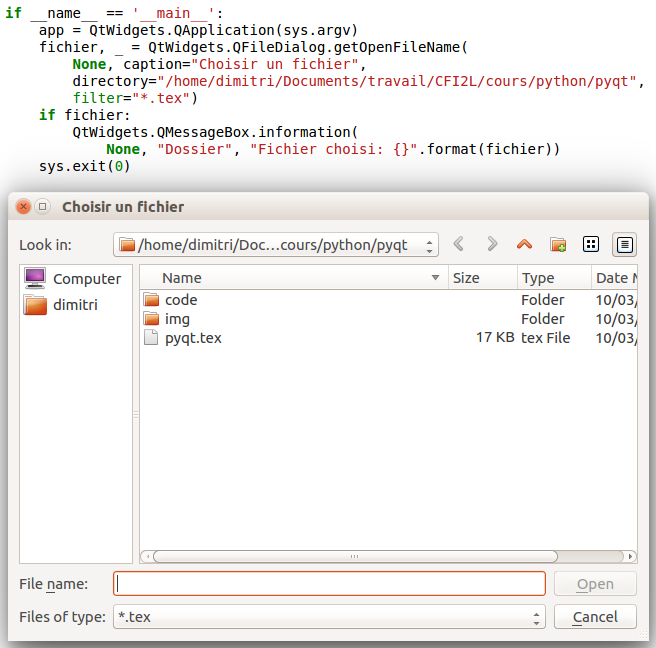 if __name__ == '__main__':
    app = QtWidgets.QApplication(sys.argv)
    fichier, _ = QtWidgets.QFileDialog.getOpenFileName(
        None, caption="Choisir un fichier",
        directory="/home/dimitri/Documents/travail/CFI2L/cours/python/pyqt",
        filter="*.tex")
    if fichier:
        QtWidgets.QMessageBox.information(
            None, "Dossier", "Fichier choisi: {}".format(fichier))
    sys.exit(0)
Choisir un fichier
Look in: /home/dimitri/Doc...cours/python/pyqt
Computer
dimitri
Name Size Type Date M
code Folder 10/03/
img Folder 10/03/
pyqt.tex 17 KB tex File 10/03/
File name: Open
Files of type: *.tex Cancel